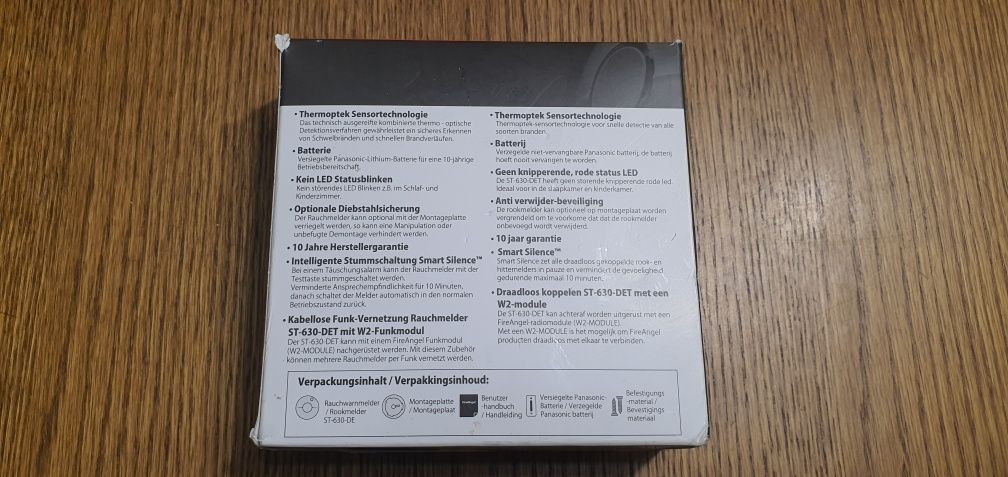 • Thermoptek Sensortechnologie
Das technisch ausgereifte kombinierte thermo - optische
Detektionsverfahren gewährleistet ein sicheres Erkennen
von Schwelbränden und schnellen Brandverläufen.
• Batterie
Versiegelte Panasonic-Lithium-Batterie für eine 10-jährige
Betriebsbereitschaft.
• Kein LED Statusblinken
Kein störendes LED Blinken z.B. im Schlaf- und
Kinderzimmer.
• Optionale Diebstahlsicherung
Der Rauchmelder kann optional mit der Montageplatte
verriegelt werden, so kann eine Manipulation oder
unbefugte Demontage verhindert werden.
• 10 Jahre Herstellergarantie
• Intelligente Stummschaltung Smart Silence™
Bei einem Täuschungsalarm kann der Rauchmelder mit der
Testtaste stummgeschaltet werden.
Verminderte Ansprechempfindlichkeit für 10 Minuten,
danach schaltet der Melder automatisch in den normalen
Betriebszustand zurück.
• Kabellose Funk-Vernetzung Rauchmelder
ST-630-DET mit W2-Funkmodul
Der ST-630-DET kann mit einem FireAngel Funkmodul
(W2-MODULE) nachgerüstet werden. Mit diesem Zubehör
können mehrere Rauchmelder per Funk vernetzt werden.
• Thermoptek Sensortechnologie
Thermoptek-sensortechnologie voor snelle detectie van alle
soorten branden.
• Batterij
Verzegelde niet-vervangbare Panasonic batterij, de batterij
hoeft nooit vervangen te worden.
• Geen knipperende, rode status LED
De ST-630-DET heeft geen storende knipperende rode led.
Ideaal voor in de slaapkamer en kinderkamer.
• Anti verwijder-beveiliging
De rookmelder kan optioneel op montageplaat worden
vergrendeld om te voorkome dat dat de rookmelder
onbevoegd wordt verwijderd.
• 10 jaar garantie
• Smart Silence™
Smart Silence zet alle draadloos gekoppelde rook- en
hittemelders in pauze en vermindert de gevoeligheid
gedurende maximaal 10 minuten.
• Draadloos koppelen ST-630-DET met een
W2-module
De ST-630-DET kan achteraf worden uitgerust met een
FireAngel-radiomodule (W2-MODULE).
Met een W2-MODULE is het mogelijk om FireAngel
producten draadloos met elkaar te verbinden.
Verpackungsinhalt / Verpakkingsinhoud:
Rauchwarnmelder
/ Rookmelder
ST-630-DE
Montageplatte
/ Montageplaat
FireAngel
Benutzer
-handbuch
/ Handleiding
Versiegelte Panasonic-
Batterie / Verzegelde
Panasonic batterij
Befestigungs
-material /
Bevestigings
materiaal